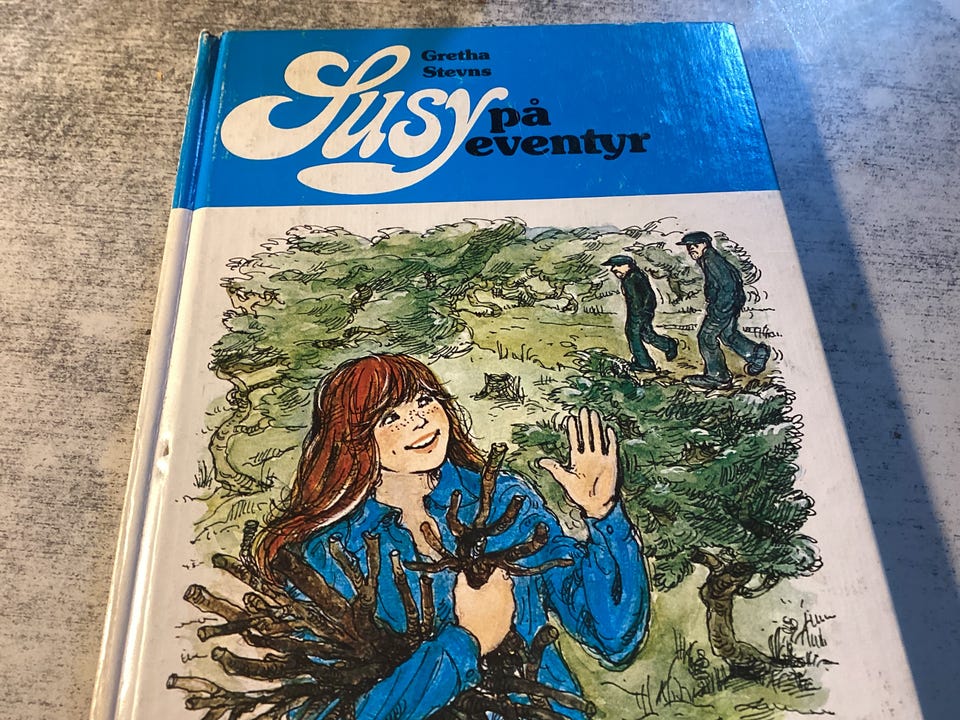 Gretha
Stevns
Susy på
eventyr